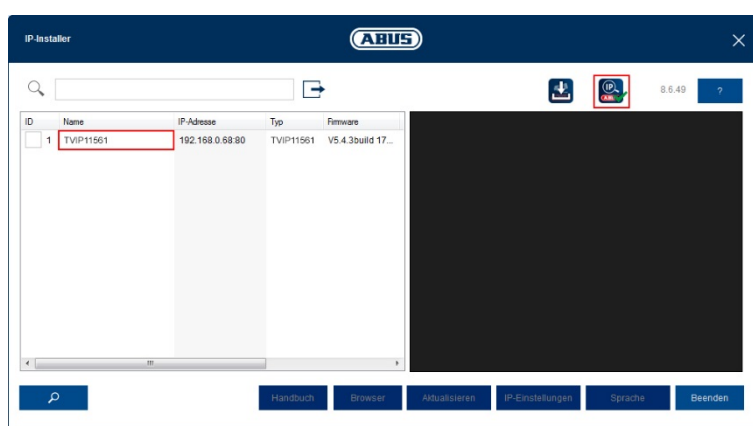 IP-Installer
ABUS
8.6.49 ?
ID Name IP-Adresse Typ Firmware
1 TVIP11561 192.168.0.68:80 TVIP11561 V5.4.3build 17...
Handbuch Browser Aktualisieren IP-Einstellungen Sprache Beenden